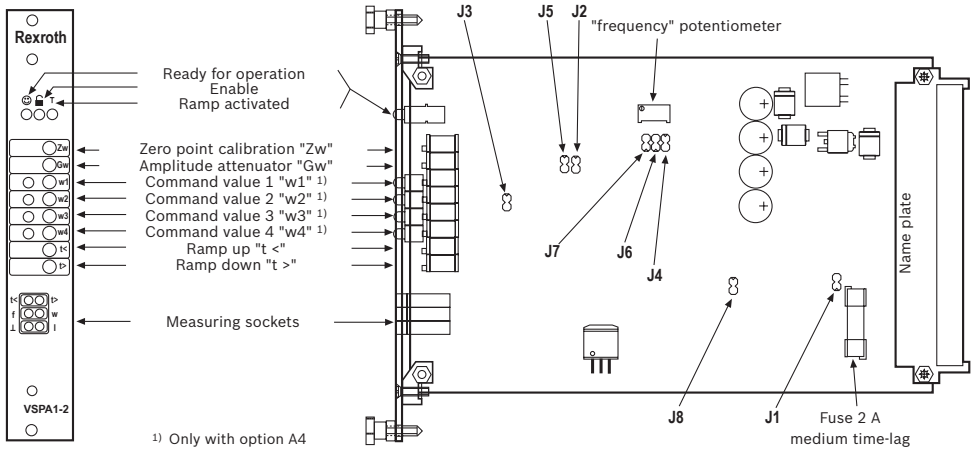 Rexroth
T
Zw
Gw
w1
w2
w3
w4
t<
t>
t< t>
f w
⊥ I
VSPA1-2
Ready for operation
Enable
Ramp activated
Zero point calibration "Zw"
Amplitude attenuator "Gw"
Command value 1 "w1" 1)
Command value 2 "w2" 1)
Command value 3 "w3" 1)
Command value 4 "w4" 1)
Ramp up "t <"
Ramp down "t >"
Measuring sockets
1) Only with option A4
J3
J5 J2
"frequency" potentiometer
J7
J6
J4
J8
J1
Fuse 2 A
medium time-lag
Name plate